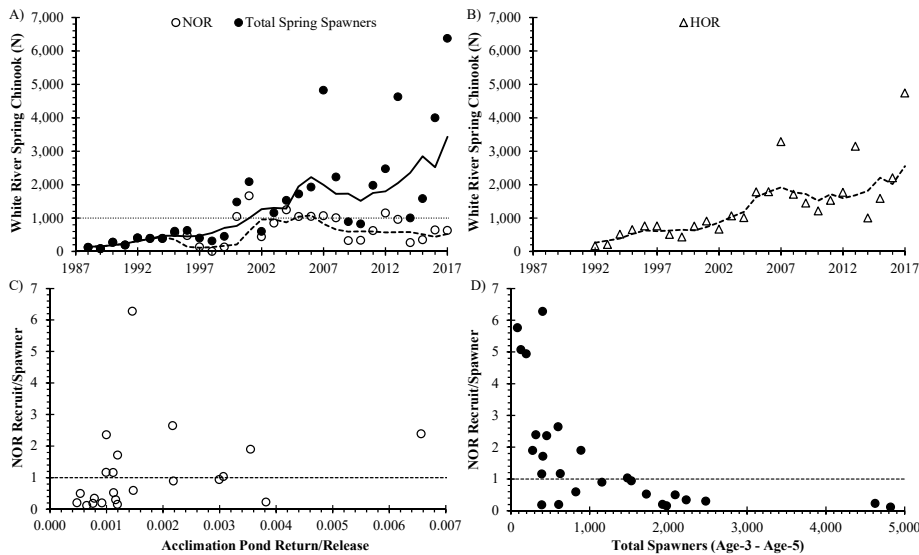 A)
NOR
Total Spring Spawners
White River Spring Chinook (N)
7,000
6,000
5,000
4,000
3,000
2,000
1,000
0
1987 1992 1997 2002 2007 2012 2017
B)
HOR
White River Spring Chinook (N)
7,000
6,000
5,000
4,000
3,000
2,000
1,000
0
1987 1992 1997 2002 2007 2012 2017
C)
NOR Recruit/Spawner
7
6
5
4
3
2
1
0
0.000 0.001 0.002 0.003 0.004 0.005 0.006 0.007
Acclimation Pond Return/Release
D)
NOR Recruit/Spawner
7
6
5
4
3
2
1
0
0 1,000 2,000 3,000 4,000 5,000
Total Spawners (Age-3 - Age-5)